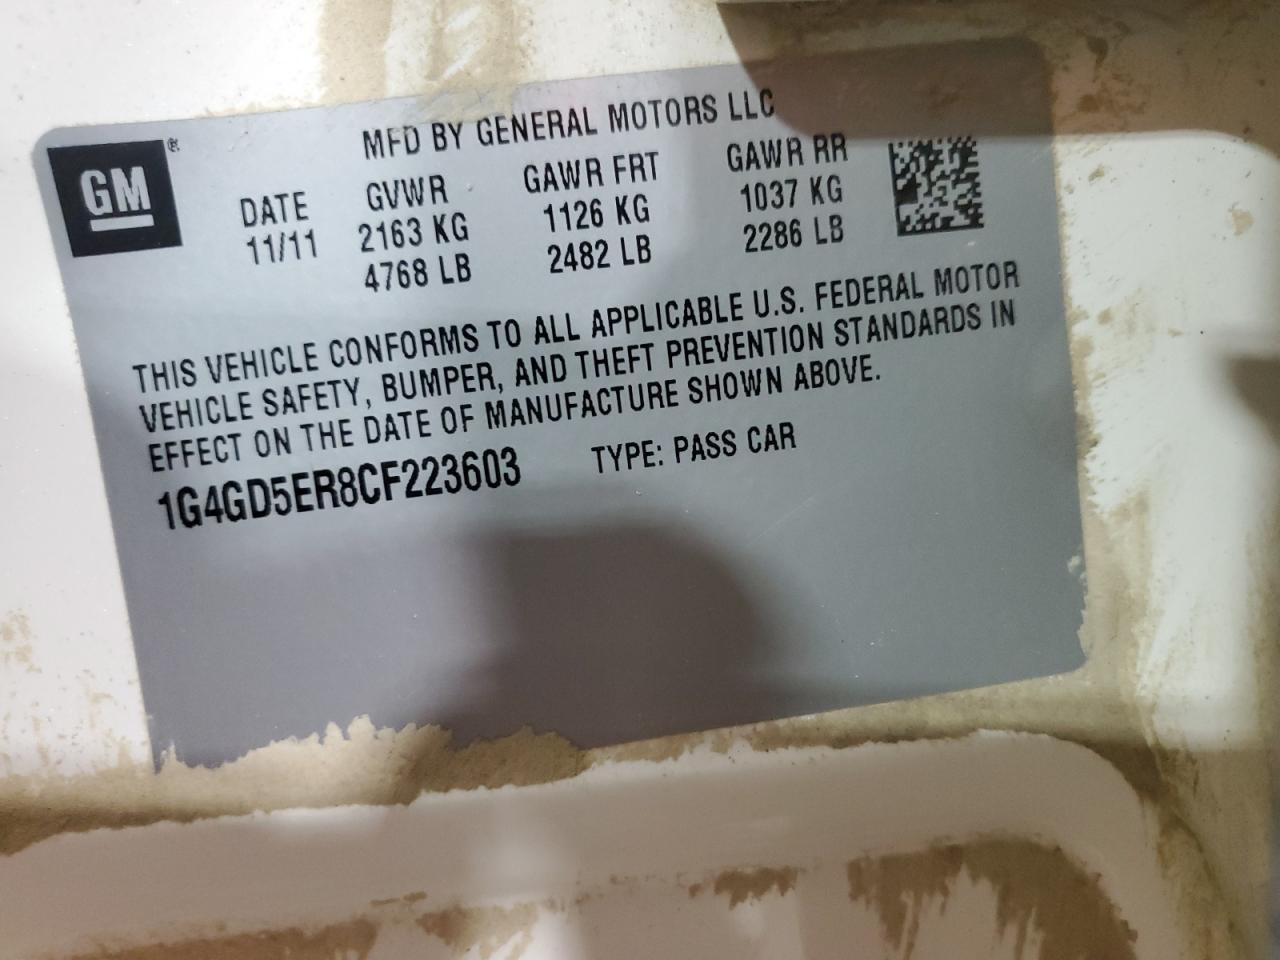 GM ®
MFD BY GENERAL MOTORS LLC
DATE GVWR GAWR FRT GAWR RR
11/11 2163 KG 1126 KG 1037 KG
4768 LB 2482 LB 2286 LB
THIS VEHICLE CONFORMS TO ALL APPLICABLE U.S. FEDERAL MOTOR
VEHICLE SAFETY, BUMPER, AND THEFT PREVENTION STANDARDS IN
EFFECT ON THE DATE OF MANUFACTURE SHOWN ABOVE.
1G4GD5ER8CF223603 TYPE: PASS CAR